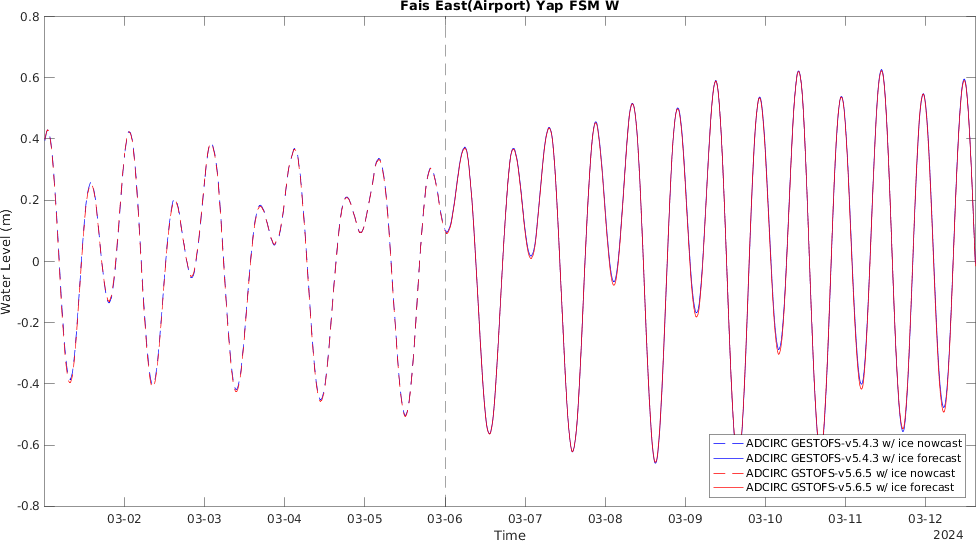 Fais East(Airport) Yap FSM W
0.8
0.6
0.4
0.2
0
-0.2
-0.4
-0.6
-0.8
Water Level (m)
ADCIRC GESTOFS-v5.4.3 w/ ice nowcast
ADCIRC GESTOFS-v5.4.3 w/ ice forecast
ADCIRC GSTOFS-v5.6.5 w/ ice nowcast
ADCIRC GSTOFS-v5.6.5 w/ ice forecast
03-02 03-03 03-04 03-05 03-06 03-07 03-08 03-09 03-10 03-11 03-12
Time
2024